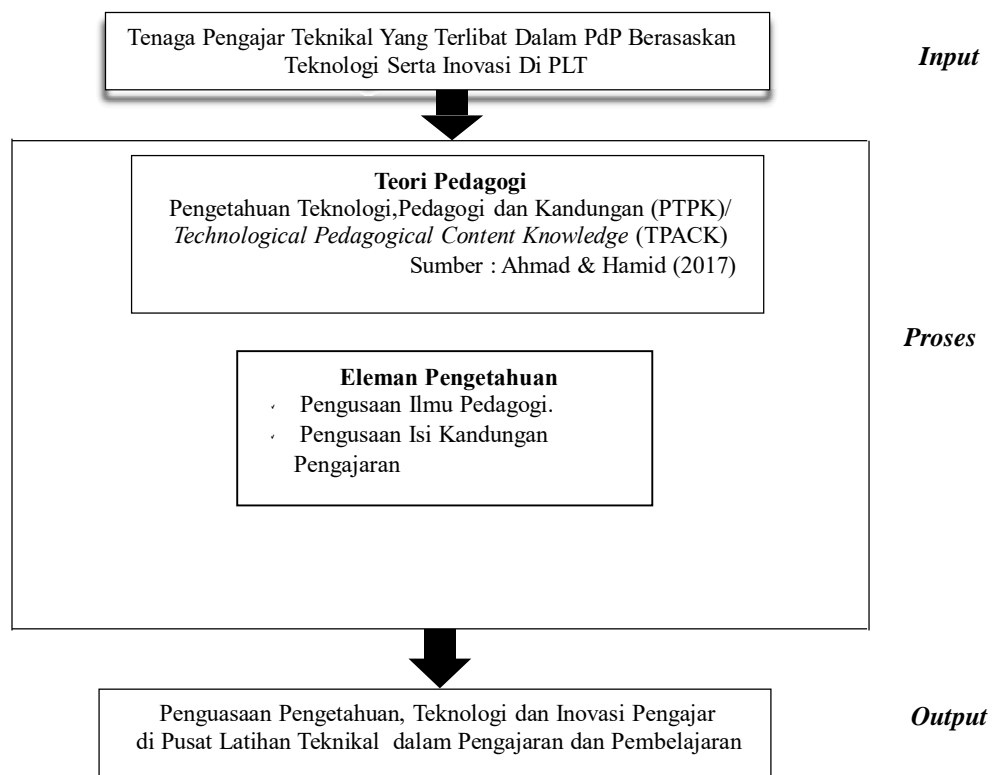 Tenaga Pengajar Teknikal Yang Terlibat Dalam PdP Berasaskan
Teknologi Serta Inovasi Di PLT
Input
Teori Pedagogi
Pengetahuan Teknologi,Pedagogi dan Kandungan (PTPK)/
Technological Pedagogical Content Knowledge (TPACK)
Sumber : Ahmad & Hamid (2017)
Proses
Eleman Pengetahuan
Pengusaan Ilmu Pedagogi.
Pengusaan Isi Kandungan
Pengajaran
Penguasaan Pengetahuan, Teknologi dan Inovasi Pengajar
di Pusat Latihan Teknikal dalam Pengajaran dan Pembelajaran
Output